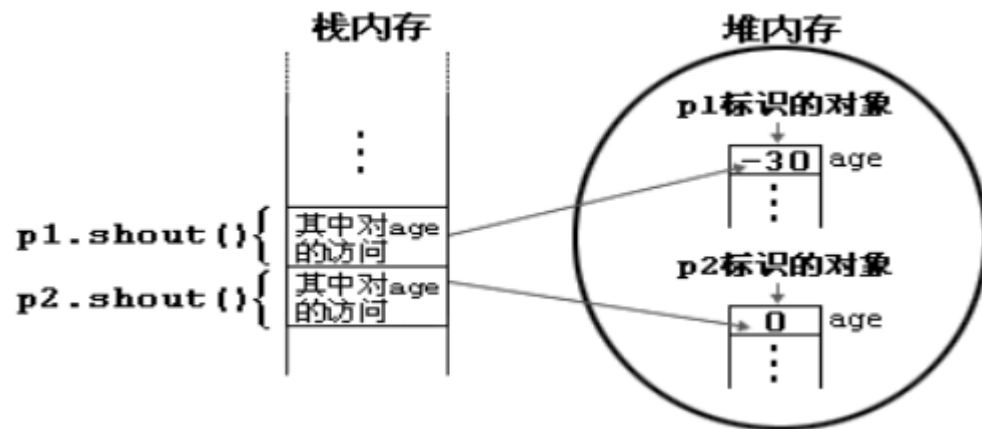 栈内存
堆内存
p1标识的对象
-30 age
p1.shout(){ 其中对age
的访问
p2标识的对象
p2.shout(){ 其中对age
的访问
0 age